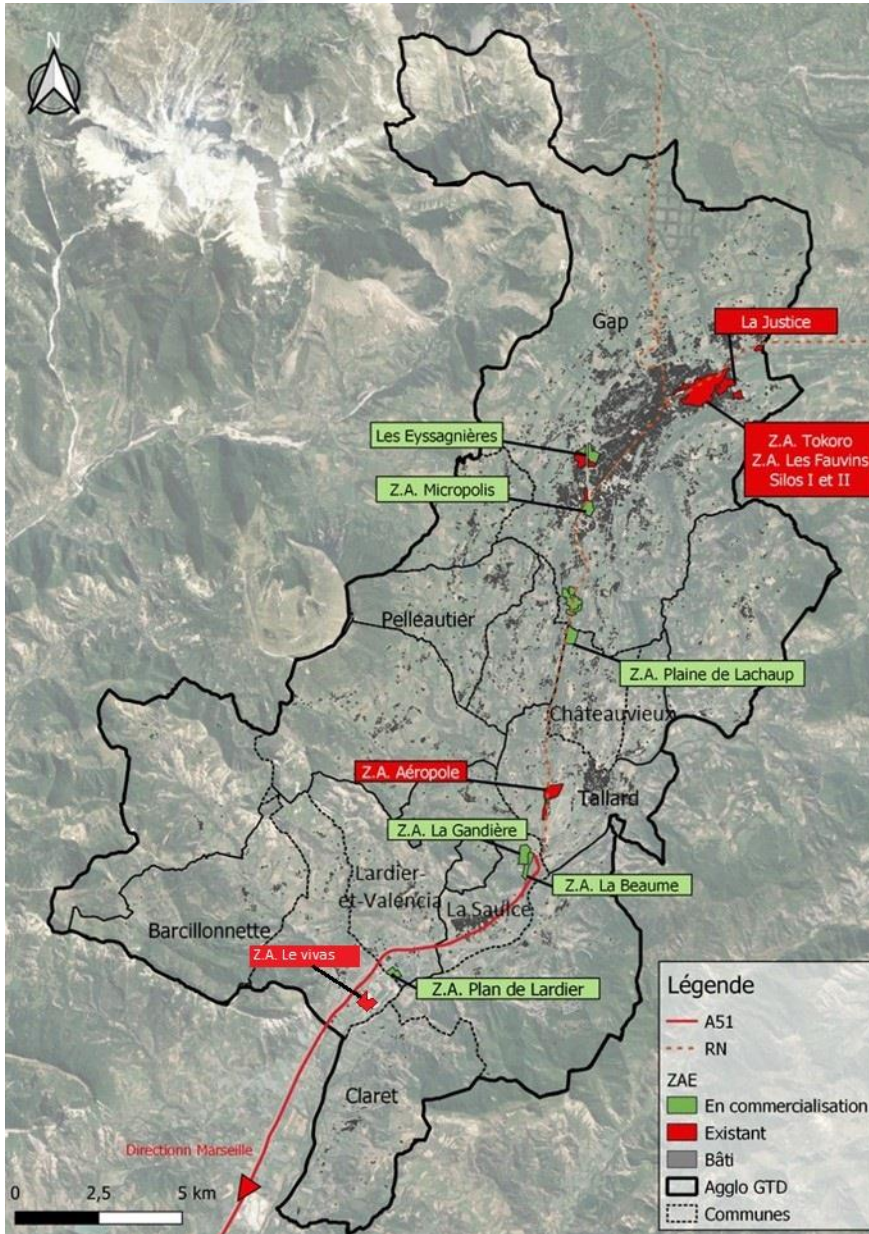 N
Gap
La Justice
Les Eyssagnières
Z.A. Tokoro
Z.A. Les Fauvins
Silos I et II
Z.A. Micropolis
Pelleautier
Z.A. Plaine de Lachaup
Châteauvieux
Z.A. Aéropole
Tallard
Z.A. La Gandière
Lardier-
et-Valença
Z.A. La Beaume
La Saulce
Barcillonnette
Z.A. Le vivas
Z.A. Plan de Lardier
Claret
Directionn Marseille
0 2,5 5 km
Légende
A51
RN
ZAE
En commercialisation
Existant
Bâti
Agglo GTD
Communes